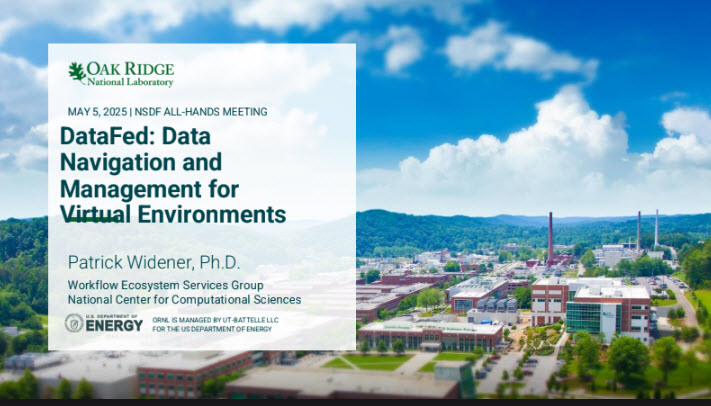 OAK RIDGE
National Laboratory
MAY 5, 2025 | NSDF ALL-HANDS MEETING
DataFed: Data
Navigation and
Management for
Virtual Environments
Patrick Widener, Ph.D.
Workflow Ecosystem Services Group
National Center for Computational Sciences
U.S. DEPARTMENT OF
ENERGY
ORNL IS MANAGED BY UT-BATTELLE LLC
FOR THE US DEPARTMENT OF ENERGY